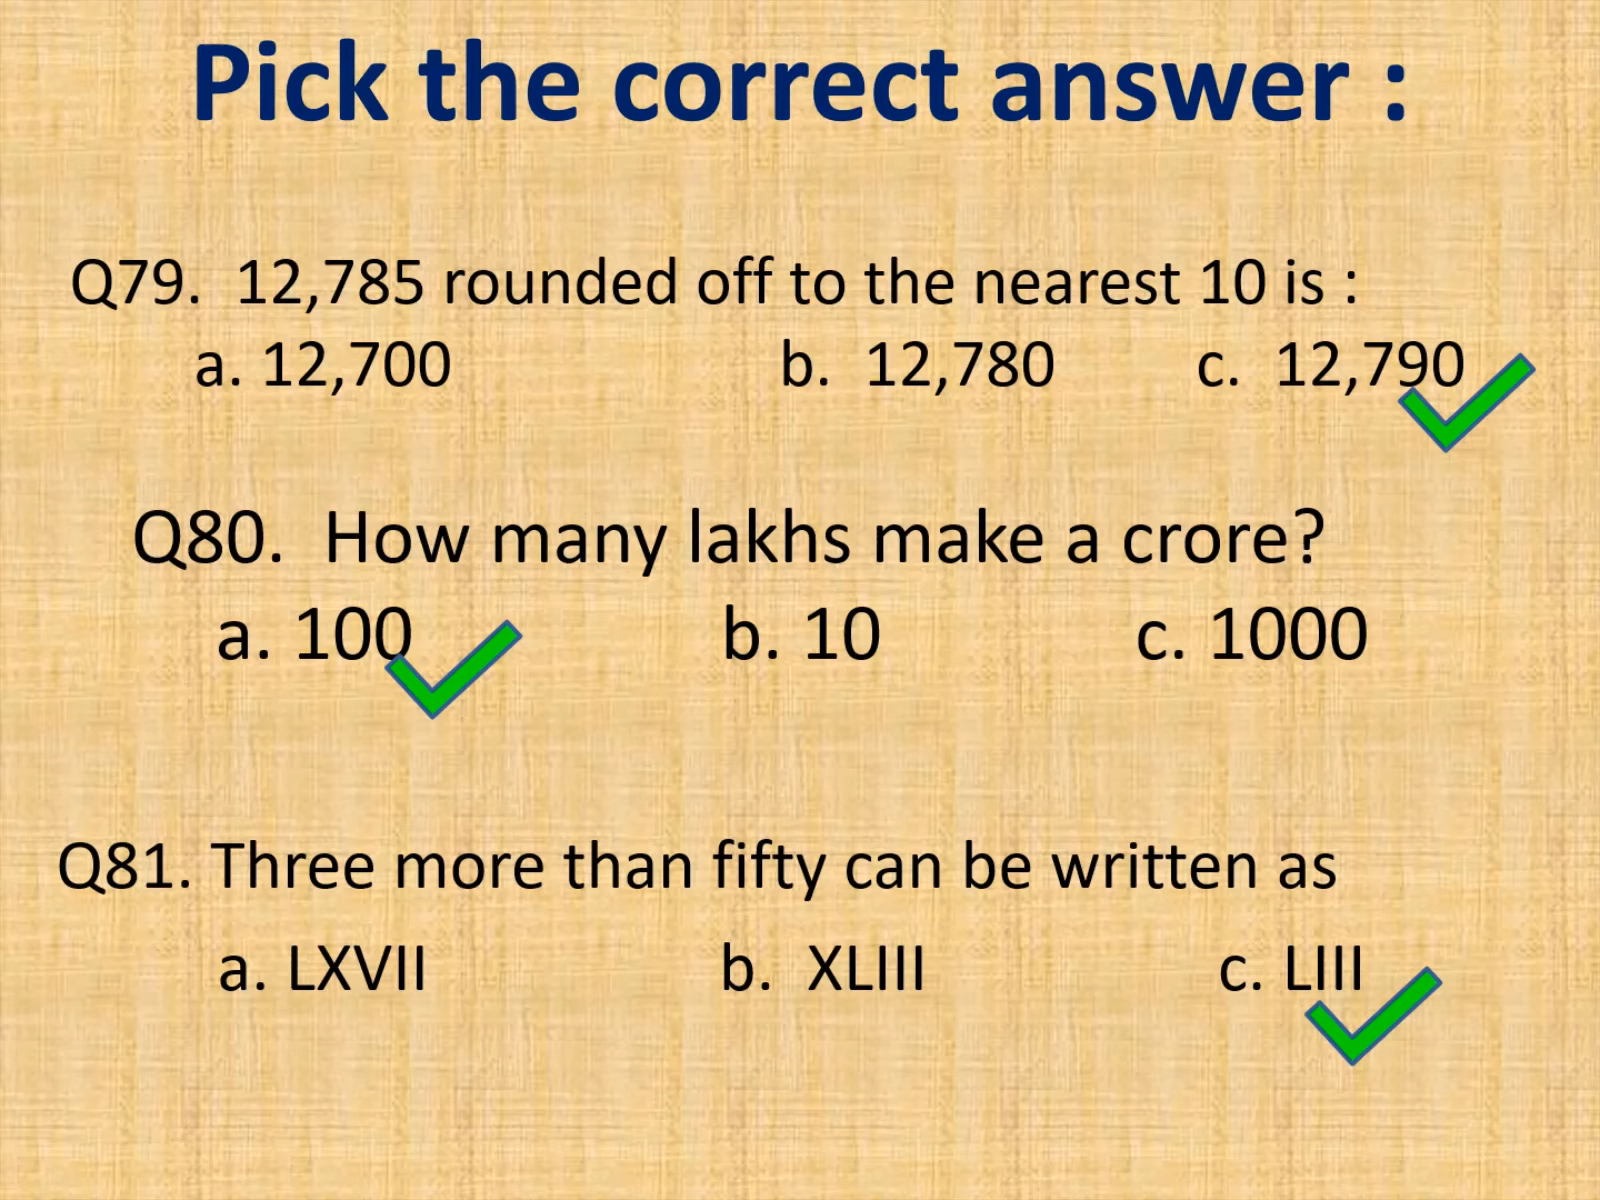 Pick the correct answer :
Q79. 12,785 rounded off to the nearest 10 is :
a. 12,700 b. 12,780 c. 12,790
Q80. How many lakhs make a crore?
a. 100 b. 10 c. 1000
Q81. Three more than fifty can be written as
a. LXVII b. XLIII c. LIII